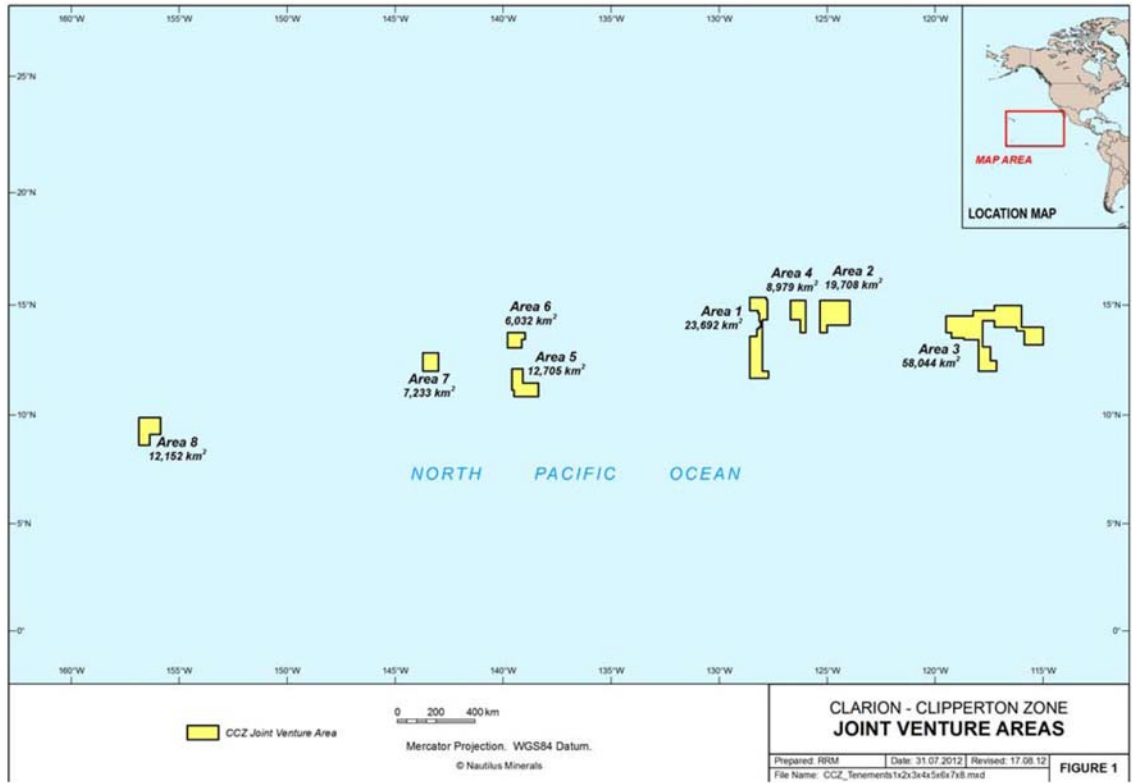 160°W 155°W 150°W 145°W 140°W 135°W 130°W 125°W 120°W
25°N
20°N
15°N
10°N
5°N
0°
MAP AREA
LOCATION MAP
Area 4
8,979 km²
Area 2
19,708 km²
15°N
Area 6
6,032 km²
Area 1
23,692 km²
Area 3
58,044 km²
Area 5
12,705 km²
Area 7
7,233 km²
10°N
Area 8
12,152 km²
NORTH PACIFIC OCEAN
5°N
0°
160°W 155°W 150°W 145°W 140°W 135°W 130°W 125°W 120°W 115°W
CCZ Joint Venture Area
0 200 400 km
Mercator Projection. WGS84 Datum.
© Nautilus Minerals
CLARION - CLIPPERTON ZONE
JOINT VENTURE AREAS
Prepared: RRM Date: 31.07.2012 Revised: 17.08.12
File Name: CCZ_Tenements1x2x3x4x5x6x7x8.mxd
FIGURE 1